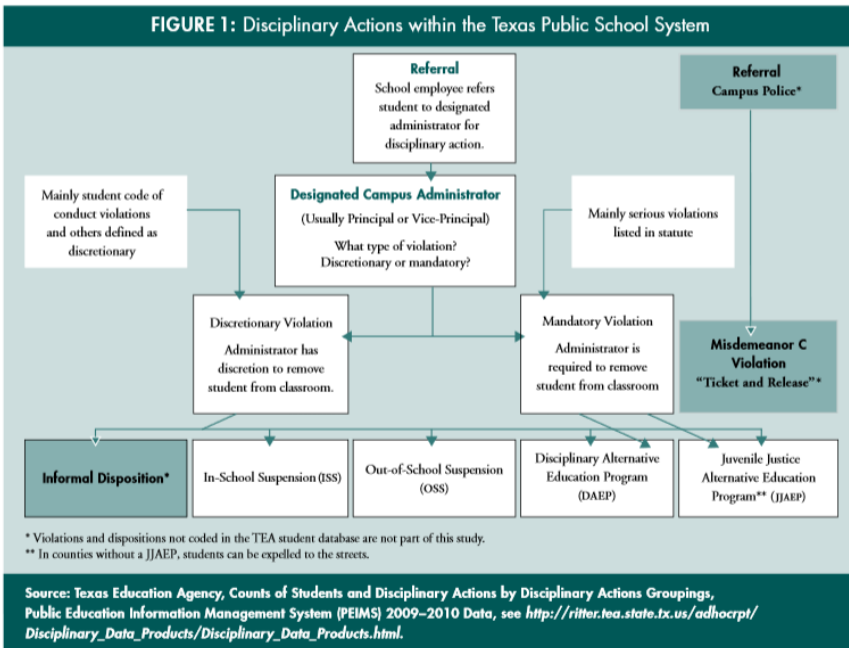 FIGURE 1: Disciplinary Actions within the Texas Public School System
Referral
School employee refers
student to designated
administrator for
disciplinary action.
Referral
Campus Police*
Mainly student code of
conduct violations
and others defined as
discretionary
Designated Campus Administrator
(Usually Principal or Vice-Principal)
What type of violation?
Discretionary or mandatory?
Mainly serious violations
listed in statute
Discretionary Violation
Administrator has
discretion to remove
student from classroom.
Mandatory Violation
Administrator is
required to remove
student from classroom
Misdemeanor C
Violation
“Ticket and Release”*
Informal Disposition*
In-School Suspension (ISS)
Out-of-School Suspension
(OSS)
Disciplinary Alternative
Education Program
(DAEP)
Juvenile Justice
Alternative Education
Program** (JJAEP)
* Violations and dispositions not coded in the TEA student database are not part of this study.
** In counties without a JJAEP, students can be expelled to the streets.
Source: Texas Education Agency, Counts of Students and Disciplinary Actions by Disciplinary Actions Groupings,
Public Education Information Management System (PEIMS) 2009–2010 Data, see http://ritter.tea.state.tx.us/adhocrpt/
Disciplinary_Data_Products/Disciplinary_Data_Products.html.